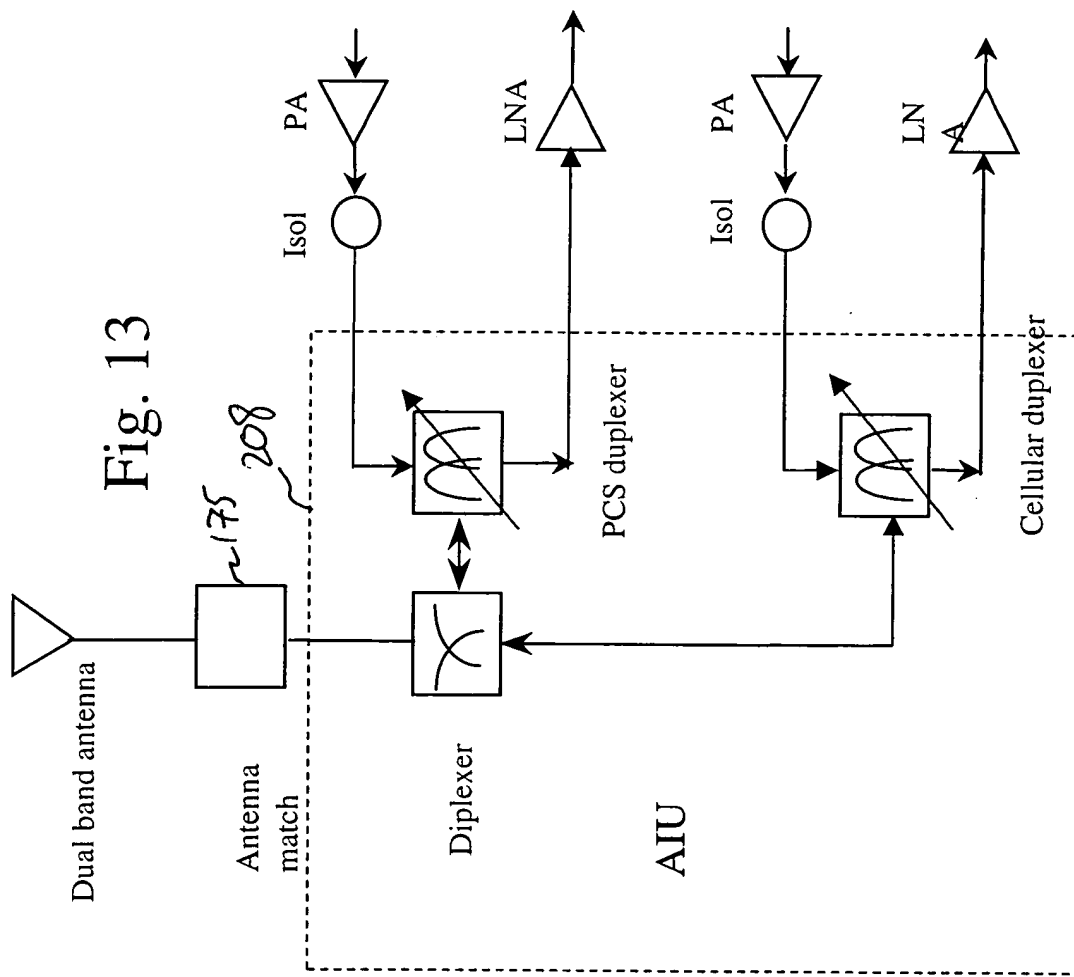 Fig. 13
Dual band antenna
175
Antenna
match
208
Diplexer
PCS duplexer
Isol
PA
LNA
AIU
Cellular duplexer
Isol
PA
LN
A